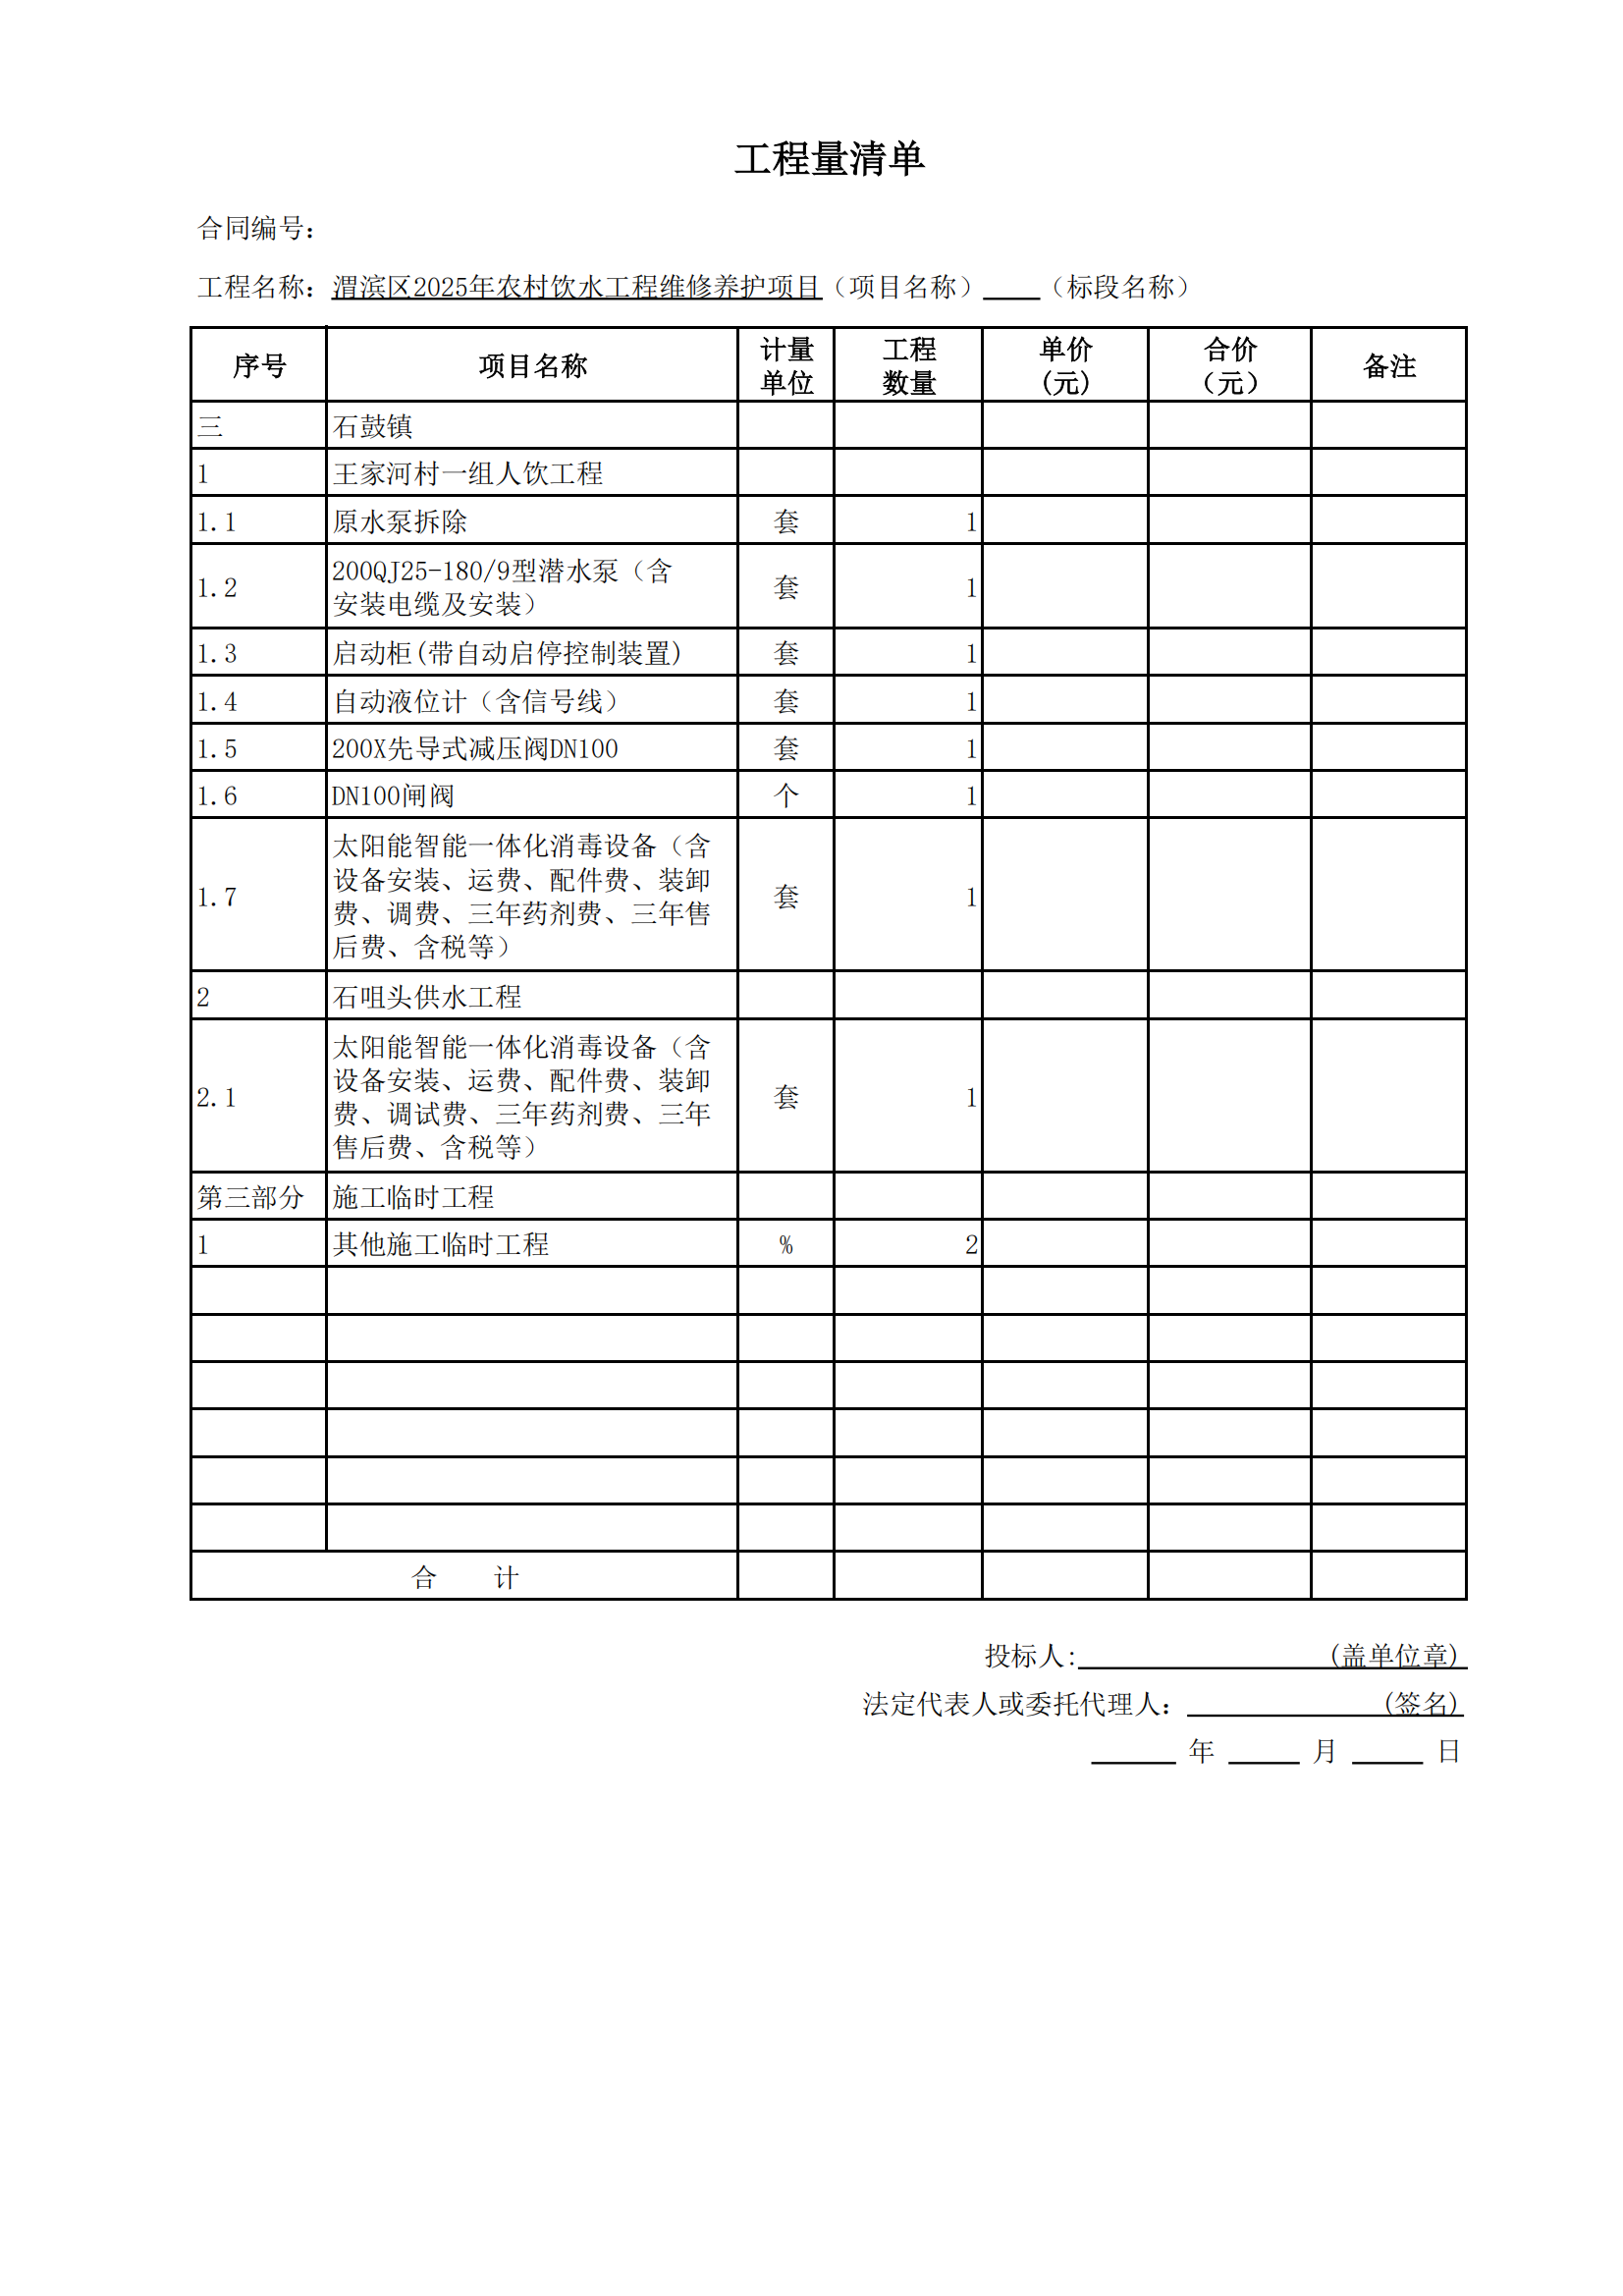 工程量清单
合同编号：
工程名称：渭滨区2025年农村饮水工程维修养护项目（项目名称）____（标段名称）
序号 项目名称 计量单位 工程数量 单价(元) 合价（元） 备注
三 石鼓镇
1 王家河村一组人饮工程
1.1 原水泵拆除 套 1
1.2 200QJ25-180/9型潜水泵（含
安装电缆及安装） 套 1
1.3 启动柜(带自动启停控制装置) 套 1
1.4 自动液位计（含信号线） 套 1
1.5 200X先导式减压阀DN100 套 1
1.6 DN100闸阀 个 1
1.7 太阳能智能一体化消毒设备（含
设备安装、运费、配件费、装卸
费、调费、三年药剂费、三年售
后费、含税等） 套 1
2 石咀头供水工程
2.1 太阳能智能一体化消毒设备（含
设备安装、运费、配件费、装卸
费、调试费、三年药剂费、三年
售后费、含税等） 套 1
第三部分 施工临时工程
1 其他施工临时工程 % 2
合 计
投标人:____(盖单位章)
法定代表人或委托代理人：____(签名)
____年____月____日